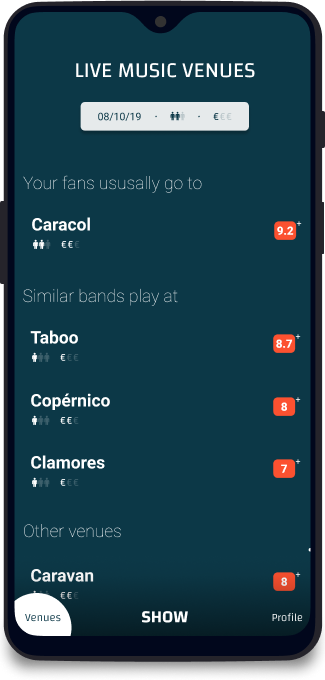 LIVE MUSIC VENUES
08/10/19 · · €€€
Your fans ususally go to
Caracol
9.2+
€€€
Similar bands play at
Taboo
8.7+
€€€
Copérnico
8+
€€€
Clamores
7+
€€€
Other venues
Caravan
8+
€€€
Venues SHOW Profile